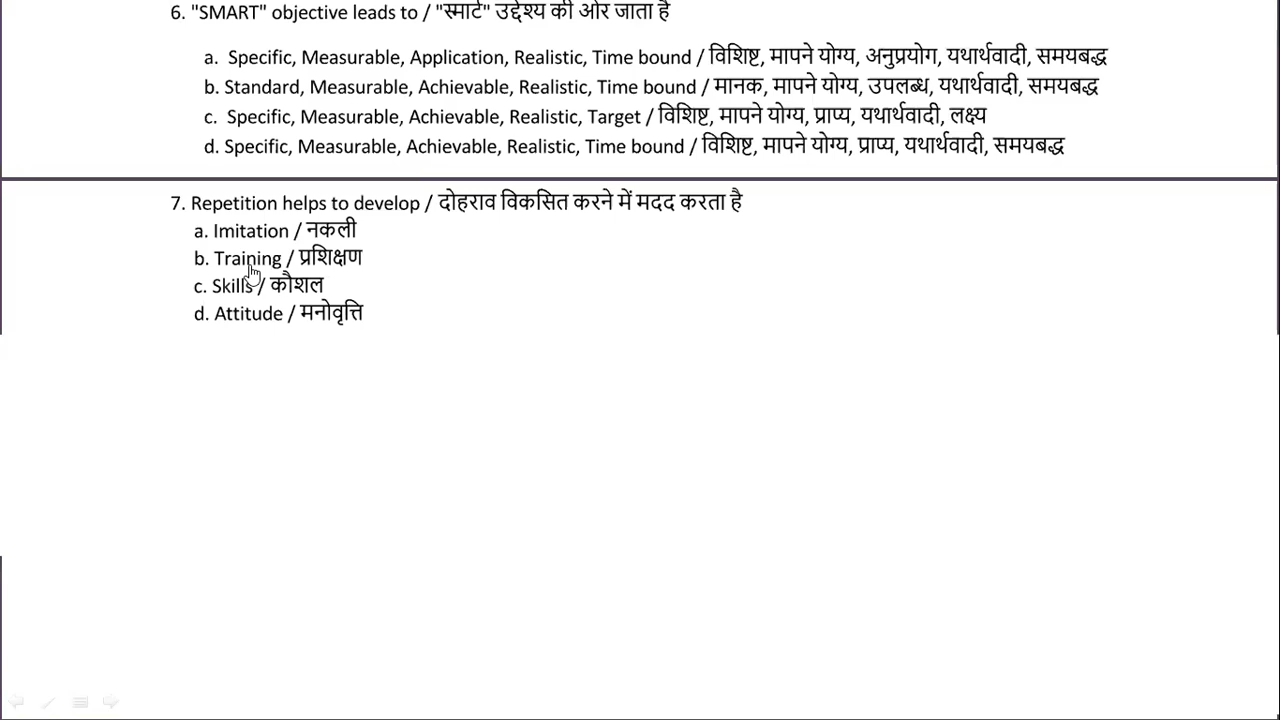 6. "SMART" objective leads to / "स्मार्ट" उद्देश्य की ओर जाता है
a. Specific, Measurable, Application, Realistic, Time bound / विशिष्ट, मापने योग्य, अनुप्रयोग, यथार्थवादी, समयबद्ध
b. Standard, Measurable, Achievable, Realistic, Time bound / मानक, मापने योग्य, उपलब्ध, यथार्थवादी, समयबद्ध
c. Specific, Measurable, Achievable, Realistic, Target / विशिष्ट, मापने योग्य, प्राप्य, यथार्थवादी, लक्ष्य
d. Specific, Measurable, Achievable, Realistic, Time bound / विशिष्ट, मापने योग्य, प्राप्य, यथार्थवादी, समयबद्ध
7. Repetition helps to develop / दोहराव विकसित करने में मदद करता है
a. Imitation / नकली
b. Training / प्रशिक्षण
c. Skills / कौशल
d. Attitude / मनोवृत्ति